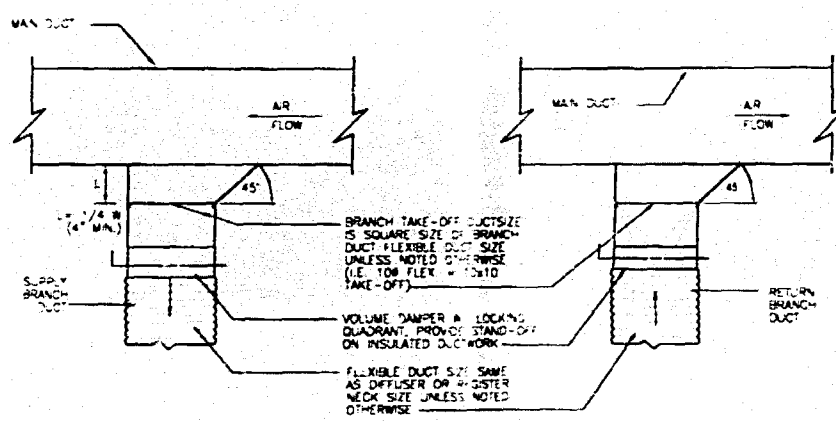 MAIN DUCT
AIR
FLOW
MAIN DUCT
AIR
FLOW
L
45°
45
L= 1/4 W
(4" MIN.)
BRANCH TAKE-OFF DUCTSIZE
IS SQUARE SIZE OF BRANCH
DUCT FLEXIBLE DUCT SIZE
UNLESS NOTED OTHERWISE
(I.E. 10Ø FLEX = 10x10
TAKE-OFF)
SUPPLY
BRANCH
DUCT
RETURN
BRANCH
DUCT
VOLUME DAMPER W/ LOCKING
QUADRANT, PROVIDE STAND-OFF
ON INSULATED DUCTWORK
FLEXIBLE DUCT SIZE SAME
AS DIFFUSER OR REGISTER
NECK SIZE UNLESS NOTED
OTHERWISE